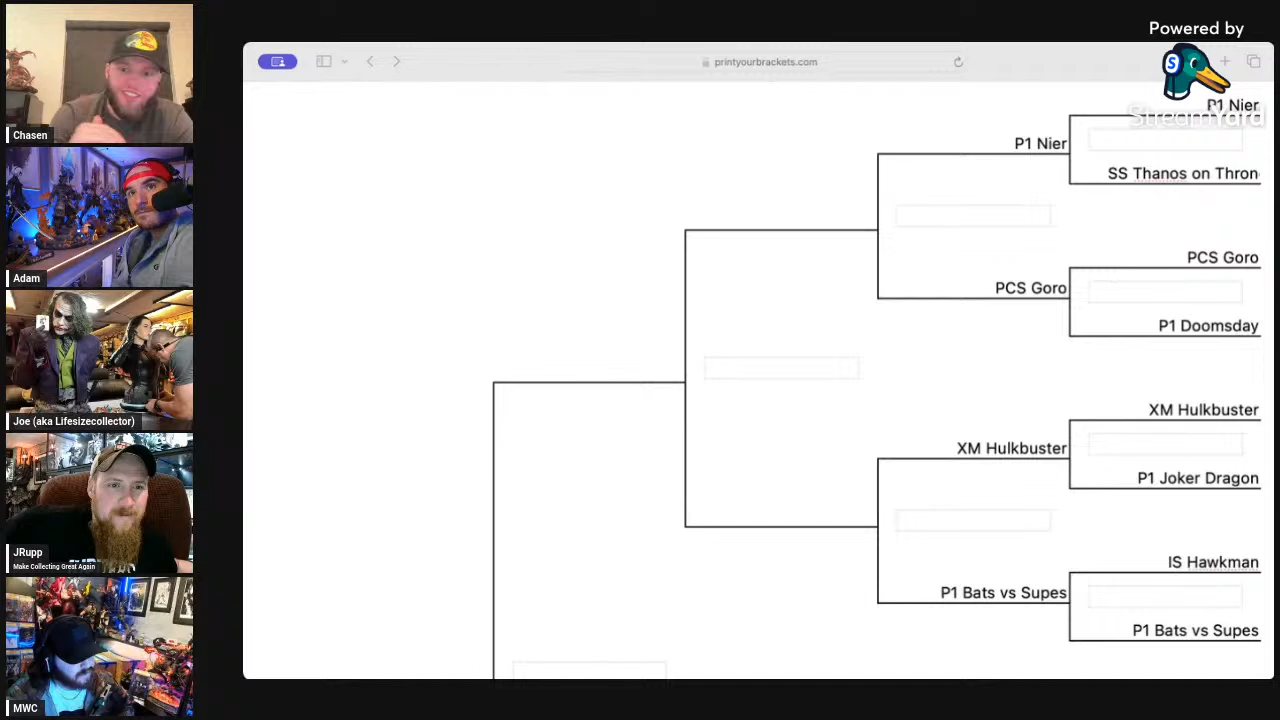 Powered by
StreamYard
printyourbrackets.com
Chasen
Adam
Joe (aka Lifesizecollector)
JRupp
Make Collecting Great Again
MWC
P1 Nier
P1 Nier
SS Thanos on Thron
PCS Goro
PCS Goro
P1 Doomsday
XM Hulkbuster
XM Hulkbuster
P1 Joker Dragon
IS Hawkman
P1 Bats vs Supes
P1 Bats vs Supes